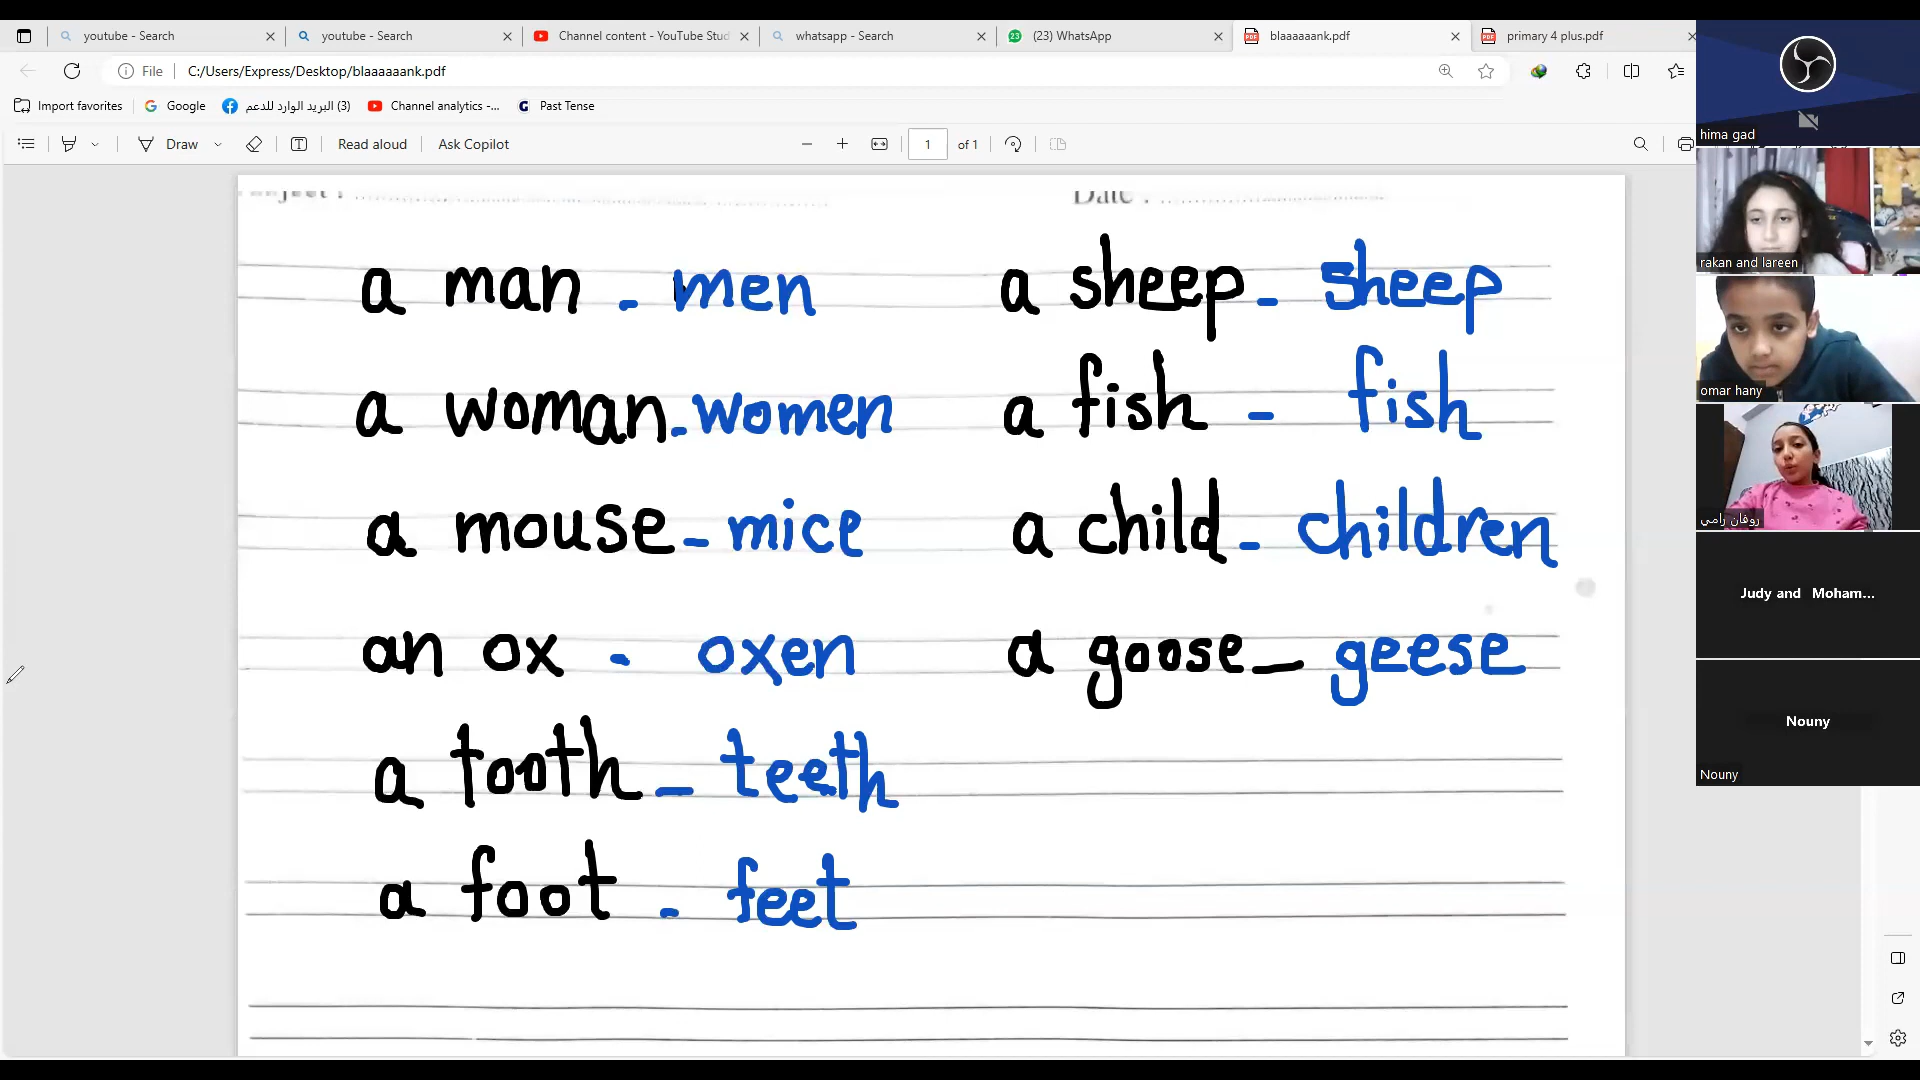 youtube - Search
youtube - Search
Channel content - YouTube Stud
whatsapp - Search
(23) WhatsApp
blaaaaaank.pdf
primary 4 plus.pdf
File
C:/Users/Express/Desktop/blaaaaaank.pdf
Import favorites
Google
(3) البريد الوارد للدعم
Channel analytics -...
Past Tense
Draw
Read aloud
Ask Copilot
1 of 1
Date :
a man - men
a woman - women
a mouse - mice
an ox - oxen
a tooth - teeth
a foot - feet
a sheep - sheep
a fish - fish
a child - children
a goose - geese
hima gad
rakan and lareen
omar hany
روفان رامي
Judy and Moham...
Nouny
Nouny